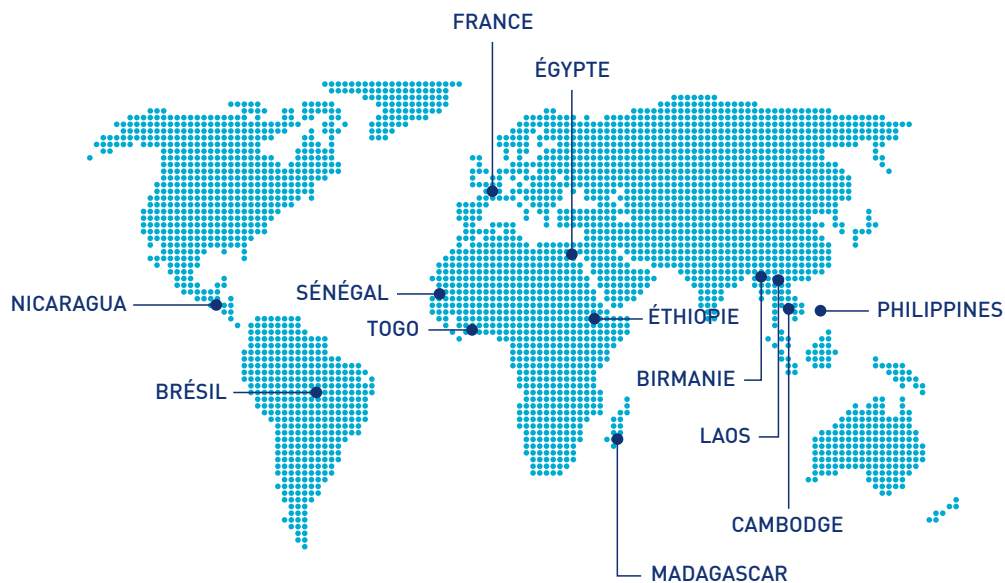 FRANCE
ÉGYPTE
SÉNÉGAL
NICARAGUA
PHILIPPINES
ÉTHIOPIE
TOGO
BIRMANIE
BRÉSIL
LAOS
CAMBODGE
MADAGASCAR